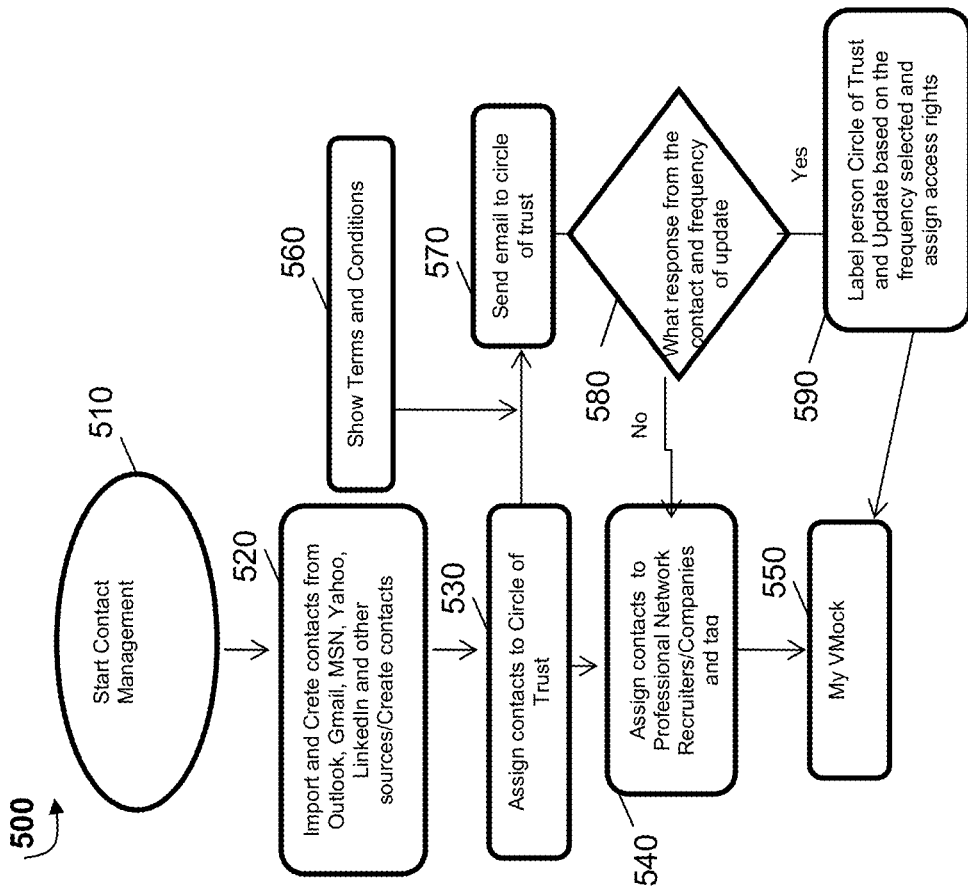 500
510
Start Contact
Management
520
Import and Crete contacts from
Outlook, Gmail, MSN, Yahoo,
LinkedIn and other
sources/Create contacts
530
Assign contacts to Circle of
Trust
540
Assign contacts to
Professional Network
Recruiters/Companies
and tag
550
My VMock
560
Show Terms and Conditions
570
Send email to circle
of trust
580
What response from the
contact and frequency
of update
No
Yes
590
Label person Circle of Trust
and Update based on the
frequency selected and
assign access rights